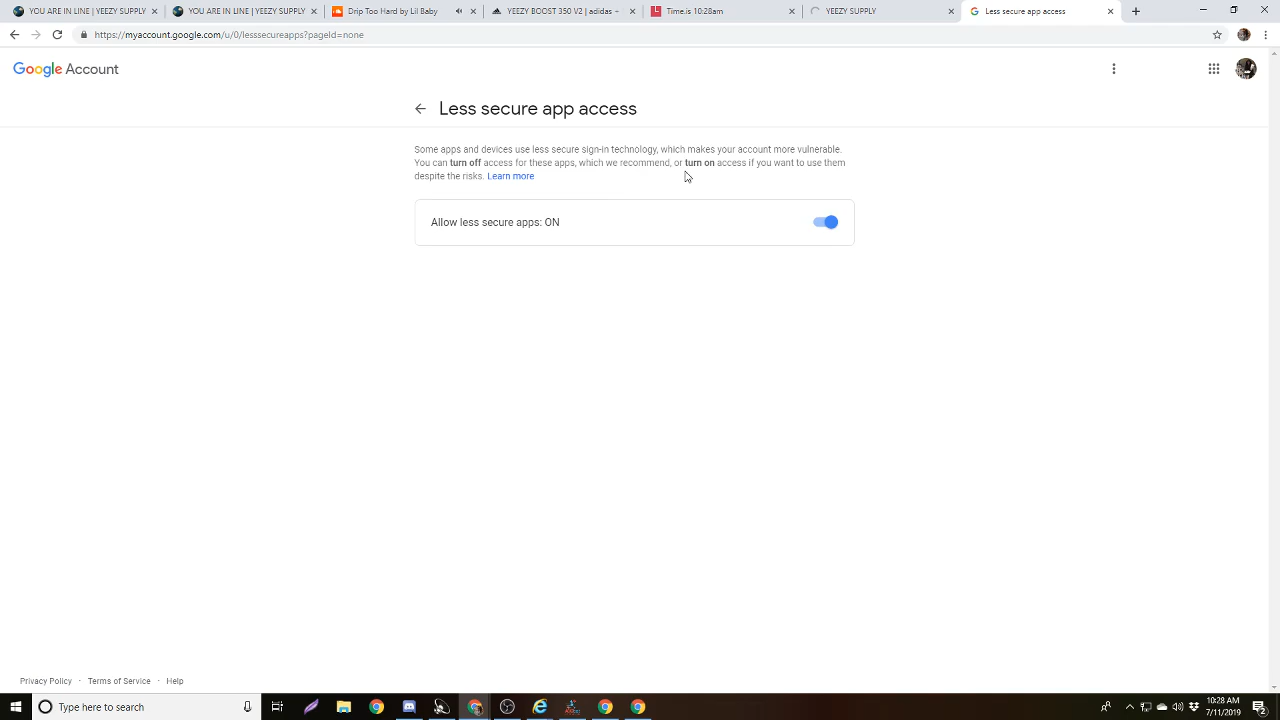 YOU ARE IN LINE | YEEZY SUPPLY
YOU ARE IN LINE | YEEZY SUPPLY
Drip Too Hard by Lil Baby
YEEZY BOOST 350 V2 | adidas +
Time.is 10:28am
YEEZY SUPPLY
Less secure app access
https://myaccount.google.com/u/0/lesssecureapps?pageId=none
Google Account
Less secure app access
Some apps and devices use less secure sign-in technology, which makes your account more vulnerable.
You can turn off access for these apps, which we recommend, or turn on access if you want to use them
despite the risks. Learn more
Allow less secure apps: ON
Privacy Policy · Terms of Service · Help
Type here to search
10:28 AM
7/11/2019